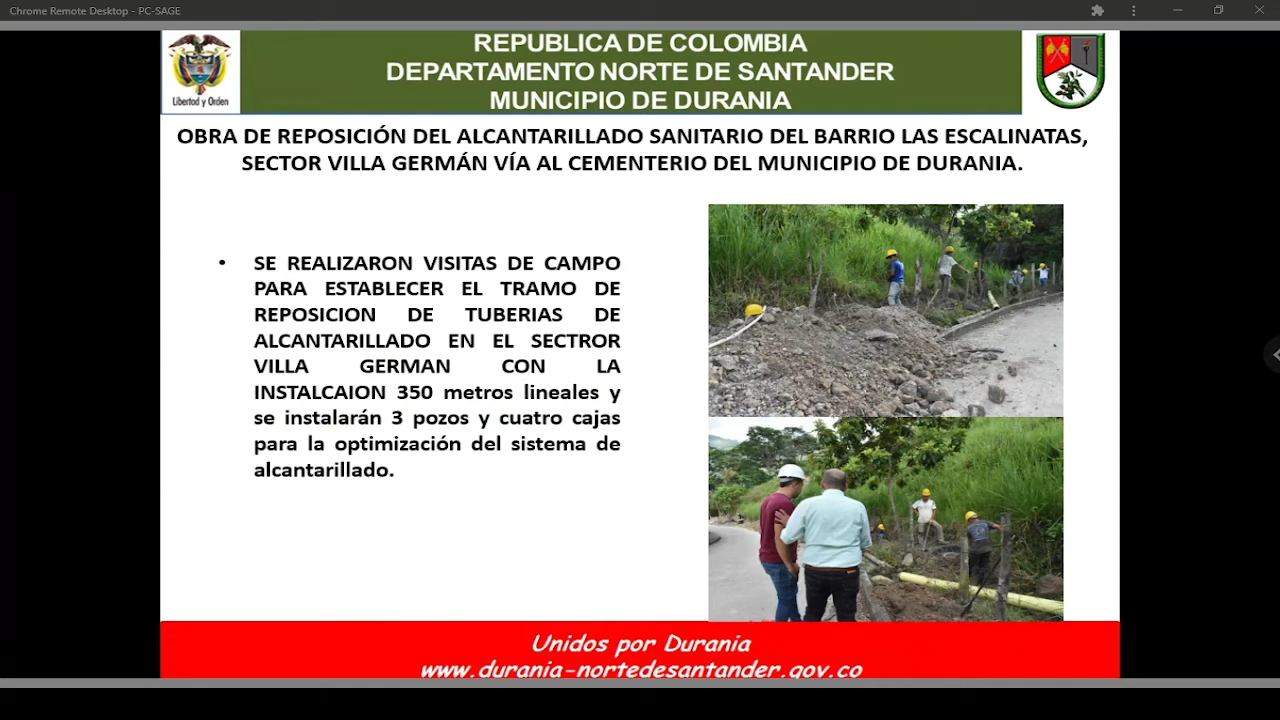 Chrome Remote Desktop - PC-SAGE
REPUBLICA DE COLOMBIA
DEPARTAMENTO NORTE DE SANTANDER
MUNICIPIO DE DURANIA
Libertad y Orden
OBRA DE REPOSICIÓN DEL ALCANTARILLADO SANITARIO DEL BARRIO LAS ESCALINATAS,
SECTOR VILLA GERMÁN VÍA AL CEMENTERIO DEL MUNICIPIO DE DURANIA.
• SE REALIZARON VISITAS DE CAMPO
PARA ESTABLECER EL TRAMO DE
REPOSICION DE TUBERIAS DE
ALCANTARILLADO EN EL SECTROR
VILLA GERMAN CON LA
INSTALCAION 350 metros lineales y
se instalarán 3 pozos y cuatro cajas
para la optimización del sistema de
alcantarillado.
Unidos por Durania
www.durania-nortedesantander.gov.co